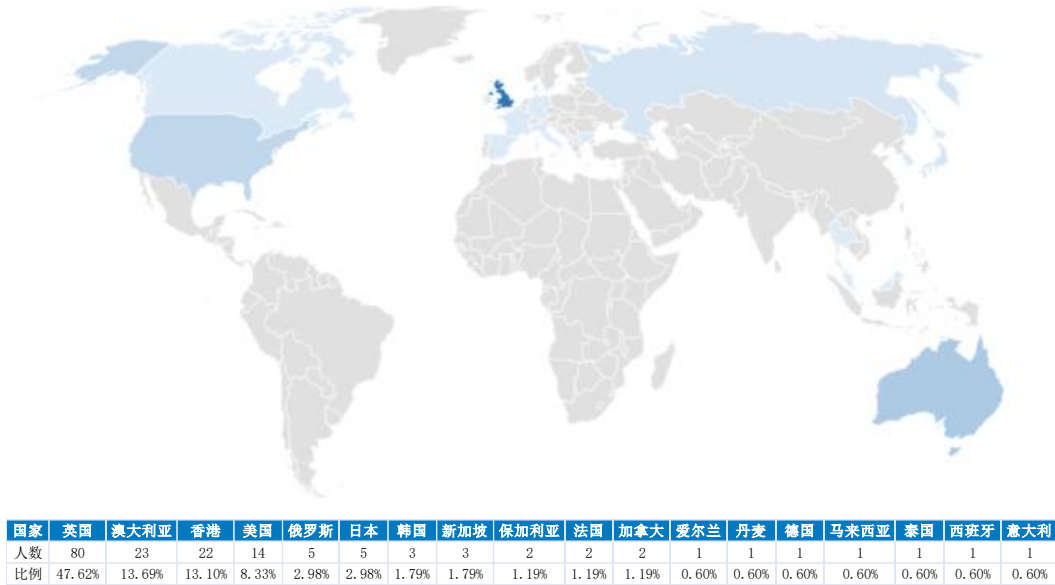 国家 英国 澳大利亚 香港 美国 俄罗斯 日本 韩国 新加坡 保加利亚 法国 加拿大 爱尔兰 丹麦 德国 马来西亚 泰国 西班牙 意大利
人数 80 23 22 14 5 5 3 3 2 2 2 1 1 1 1 1 1 1
比例 47.62% 13.69% 13.10% 8.33% 2.98% 2.98% 1.79% 1.79% 1.19% 1.19% 1.19% 0.60% 0.60% 0.60% 0.60% 0.60% 0.60% 0.60%